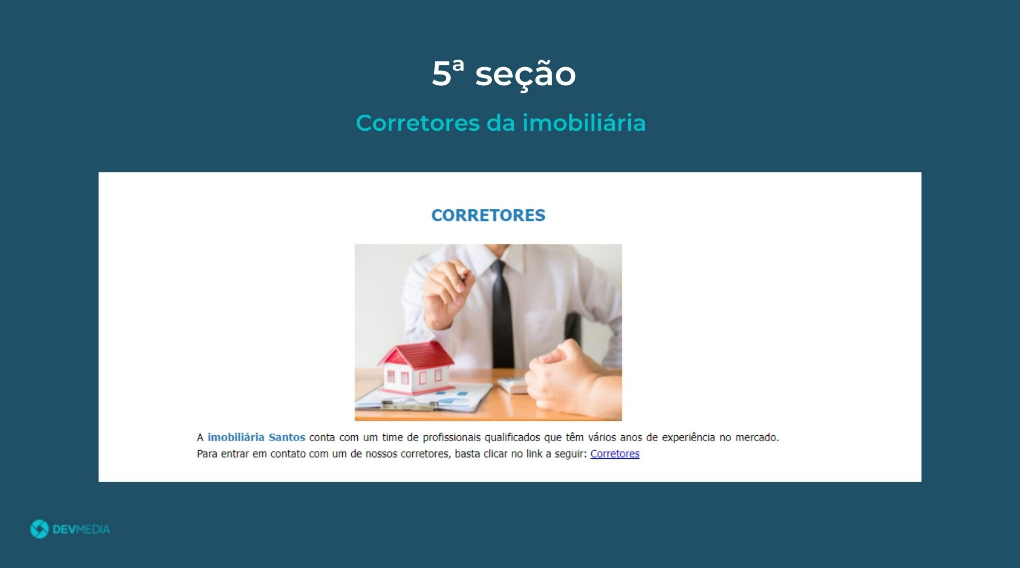 5ª seção
Corretores da imobiliária
CORRETORES
A imobiliária Santos conta com um time de profissionais qualificados que têm vários anos de experiência no mercado.
Para entrar em contato com um de nossos corretores, basta clicar no link a seguir: Corretores
DEVMEDIA